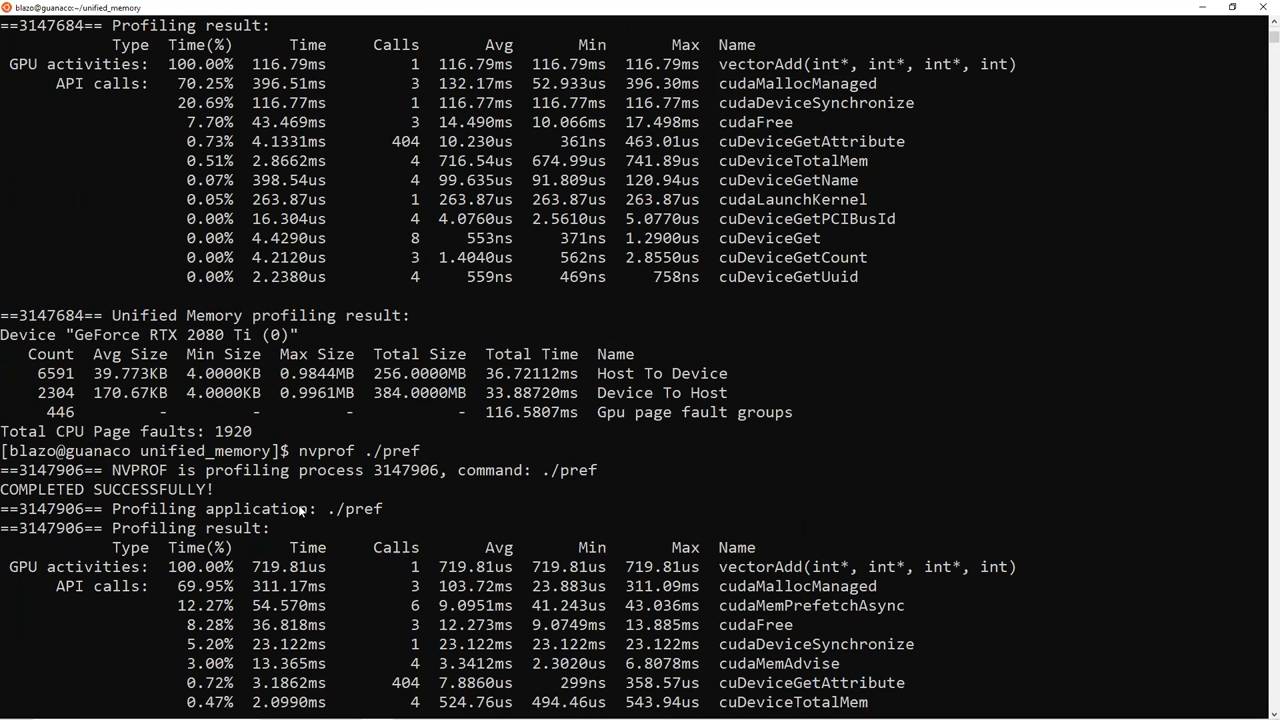 blazo@guanaco:~/unified_memory
==3147684== Profiling result:
Type Time(%) Time Calls Avg Min Max Name
GPU activities: 100.00% 116.79ms 1 116.79ms 116.79ms 116.79ms vectorAdd(int*, int*, int*, int)
API calls: 70.25% 396.51ms 3 132.17ms 52.933us 396.30ms cudaMallocManaged
20.69% 116.77ms 1 116.77ms 116.77ms 116.77ms cudaDeviceSynchronize
7.70% 43.469ms 3 14.490ms 10.066ms 17.498ms cudaFree
0.73% 4.1331ms 404 10.230us 361ns 463.01us cuDeviceGetAttribute
0.51% 2.8662ms 4 716.54us 674.99us 741.89us cuDeviceTotalMem
0.07% 398.54us 4 99.635us 91.809us 120.94us cuDeviceGetName
0.05% 263.87us 1 263.87us 263.87us 263.87us cudaLaunchKernel
0.00% 16.304us 4 4.0760us 2.5610us 5.0770us cuDeviceGetPCIBusId
0.00% 4.4290us 8 553ns 371ns 1.2900us cuDeviceGet
0.00% 4.2120us 3 1.4040us 562ns 2.8550us cuDeviceGetCount
0.00% 2.2380us 4 559ns 469ns 758ns cuDeviceGetUuid
==3147684== Unified Memory profiling result:
Device "GeForce RTX 2080 Ti (0)"
Count Avg Size Min Size Max Size Total Size Total Time Name
6591 39.773KB 4.0000KB 0.9844MB 256.0000MB 36.72112ms Host To Device
2304 170.67KB 4.0000KB 0.9961MB 384.0000MB 33.88720ms Device To Host
446 - - - - 116.5807ms Gpu page fault groups
Total CPU Page faults: 1920
[blazo@guanaco unified_memory]$ nvprof ./pref
==3147906== NVPROF is profiling process 3147906, command: ./pref
COMPLETED SUCCESSFULLY!
==3147906== Profiling application: ./pref
==3147906== Profiling result:
Type Time(%) Time Calls Avg Min Max Name
GPU activities: 100.00% 719.81us 1 719.81us 719.81us 719.81us vectorAdd(int*, int*, int*, int)
API calls: 69.95% 311.17ms 3 103.72ms 23.883us 311.09ms cudaMallocManaged
12.27% 54.570ms 6 9.0951ms 41.243us 43.036ms cudaMemPrefetchAsync
8.28% 36.818ms 3 12.273ms 9.0749ms 13.885ms cudaFree
5.20% 23.122ms 1 23.122ms 23.122ms 23.122ms cudaDeviceSynchronize
3.00% 13.365ms 4 3.3412ms 2.3020us 6.8078ms cudaMemAdvise
0.72% 3.1862ms 404 7.8860us 299ns 358.57us cuDeviceGetAttribute
0.47% 2.0990ms 4 524.76us 494.46us 543.94us cuDeviceTotalMem